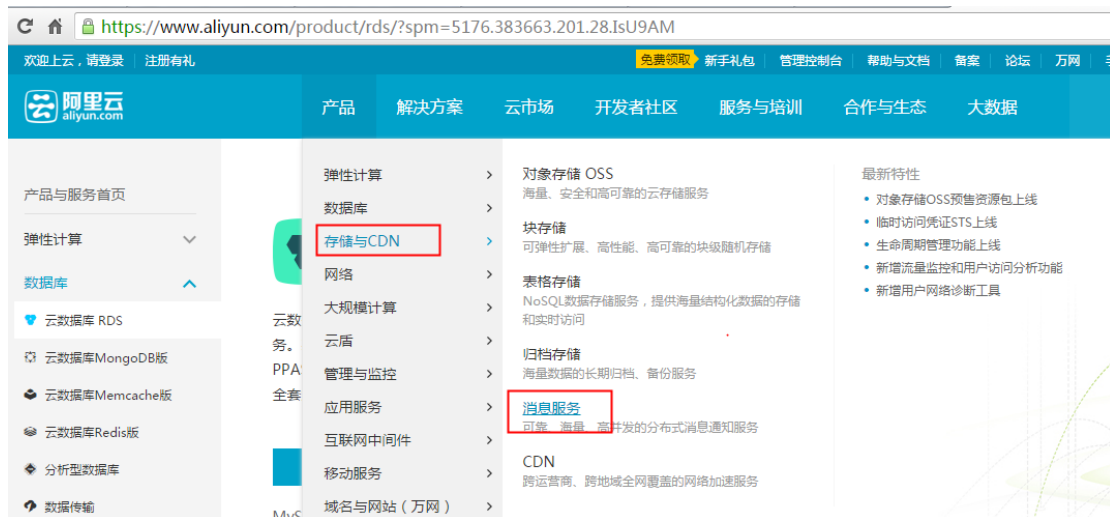 https://www.aliyun.com/product/rds/?spm=5176.383663.201.28.IsU9AM
欢迎上云，请登录 注册有礼 免费领取 新手礼包 管理控制台 帮助与文档 备案 论坛 万网
阿里云
aliyun.com
产品 解决方案 云市场 开发者社区 服务与培训 合作与生态 大数据
产品与服务首页
弹性计算
数据库
云数据库 RDS
云数据库MongoDB版
云数据库Memcache版
云数据库Redis版
分析型数据库
数据传输
云数
务。
PPA
全套
弹性计算
数据库
存储与CDN
网络
大规模计算
云盾
管理与监控
应用服务
互联网中间件
移动服务
域名与网站（万网）
对象存储 OSS
海量、安全和高可靠的云存储服务
块存储
可弹性扩展、高性能、高可靠的块级随机存储
表格存储
NoSQL数据存储服务，提供海量结构化数据的存储
和实时访问
归档存储
海量数据的长期归档、备份服务
消息服务
可靠、海量、高并发的分布式消息通知服务
CDN
跨运营商、跨地域全网覆盖的网络加速服务
最新特性
• 对象存储OSS预售资源包上线
• 临时访问凭证STS上线
• 生命周期管理功能上线
• 新增流量监控和用户访问分析功能
• 新增用户网络诊断工具